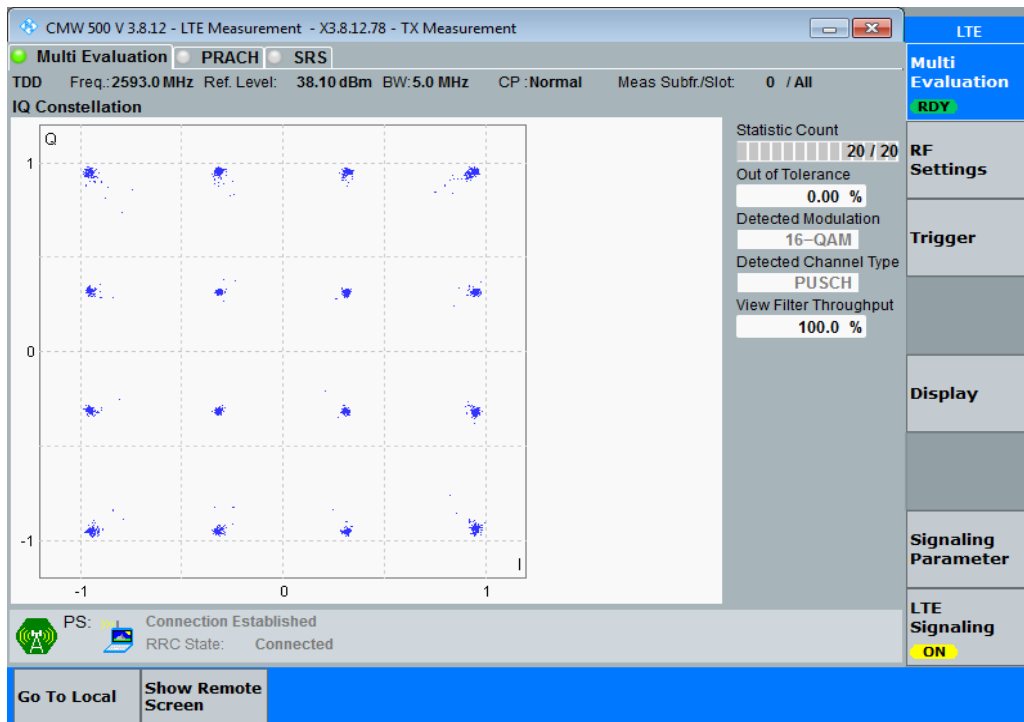 CMW 500 V 3.8.12 - LTE Measurement - X3.8.12.78 - TX Measurement
LTE
Multi Evaluation PRACH SRS
TDD Freq.:2593.0 MHz Ref. Level: 38.10 dBm BW:5.0 MHz CP :Normal Meas Subfr./Slot: 0 / All
IQ Constellation
Q
1
0
-1
-1 0 1
I
Statistic Count
20 / 20
Out of Tolerance
0.00 %
Detected Modulation
16-QAM
Detected Channel Type
PUSCH
View Filter Throughput
100.0 %
Multi
Evaluation
RDY
RF
Settings
Trigger
Display
Signaling
Parameter
LTE
Signaling
ON
PS: Connection Established
RRC State: Connected
Go To Local
Show Remote
Screen